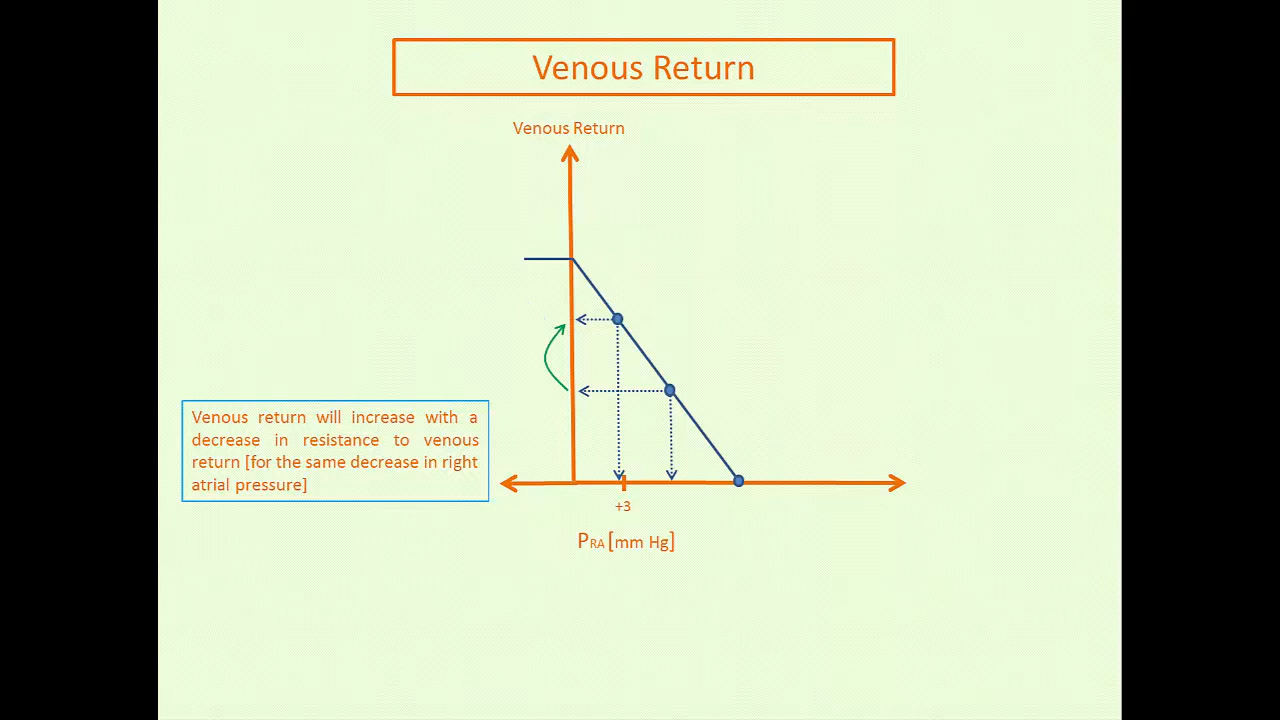 Venous Return
Venous Return
Venous return will increase with a
decrease in resistance to venous
return [for the same decrease in right
atrial pressure]
+3
PRA [mm Hg]